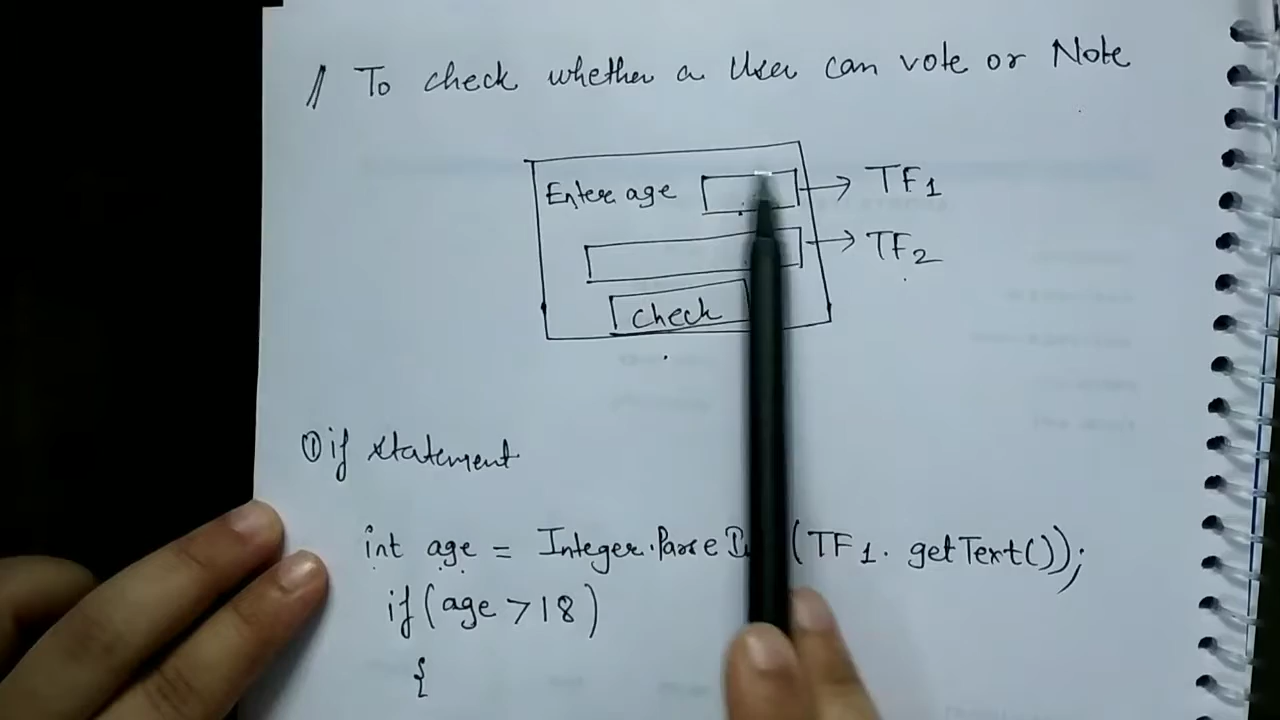 // To check whether a User can vote or Note
Enter age → TF1
→ TF2
check
① if statement
int age = Integer.Parse (TF1. getText());
if (age > 18)
{